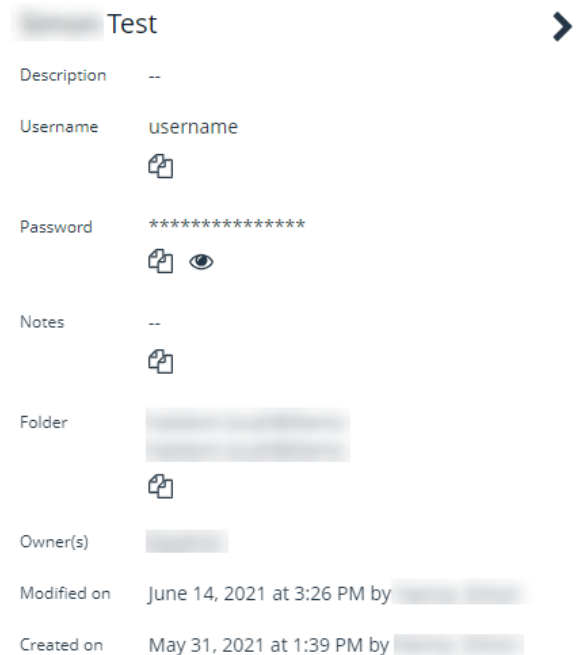 Test
Description --
Username username
Password ***************
Notes --
Folder
Owner(s)
Modified on June 14, 2021 at 3:26 PM by
Created on May 31, 2021 at 1:39 PM by